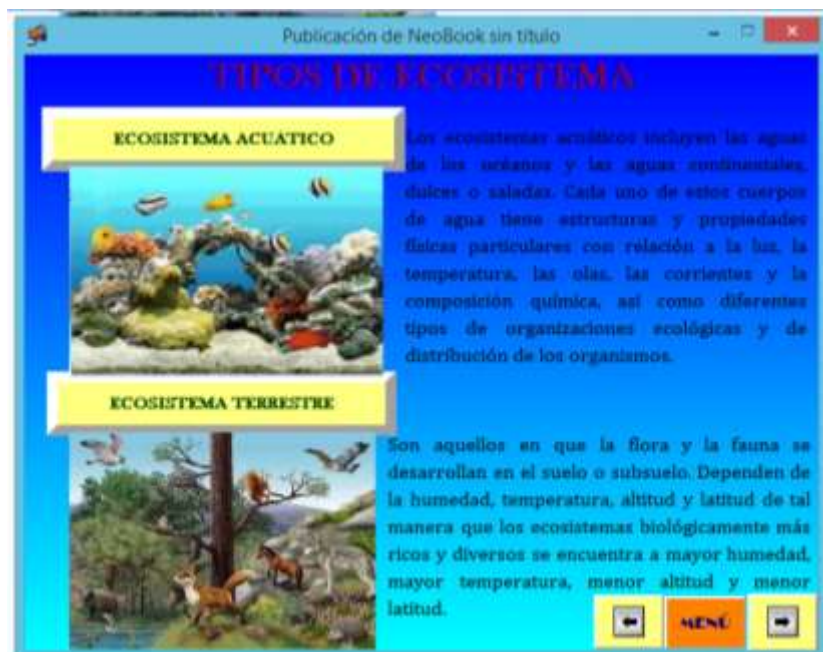 Publicación de NeoBook sin título
TIPOS DE ECOSISTEMA
ECOSISTEMA ACUÁTICO
Los ecosistemas acuáticos incluyen las aguas
de los océanos y las aguas continentales,
dulces o saladas. Cada uno de estos cuerpos
de agua tiene estructuras y propiedades
físicas particulares con relación a la luz, la
temperatura, las olas, las corrientes y la
composición química, así como diferentes
tipos de organizaciones ecológicas y de
distribución de los organismos.
ECOSISTEMA TERRESTRE
Son aquellos en que la flora y la fauna se
desarrollan en el suelo o subsuelo. Dependen de
la humedad, temperatura, altitud y latitud de tal
manera que los ecosistemas biológicamente más
ricos y diversos se encuentra a mayor humedad,
mayor temperatura, menor altitud y menor
latitud.
MENÚ